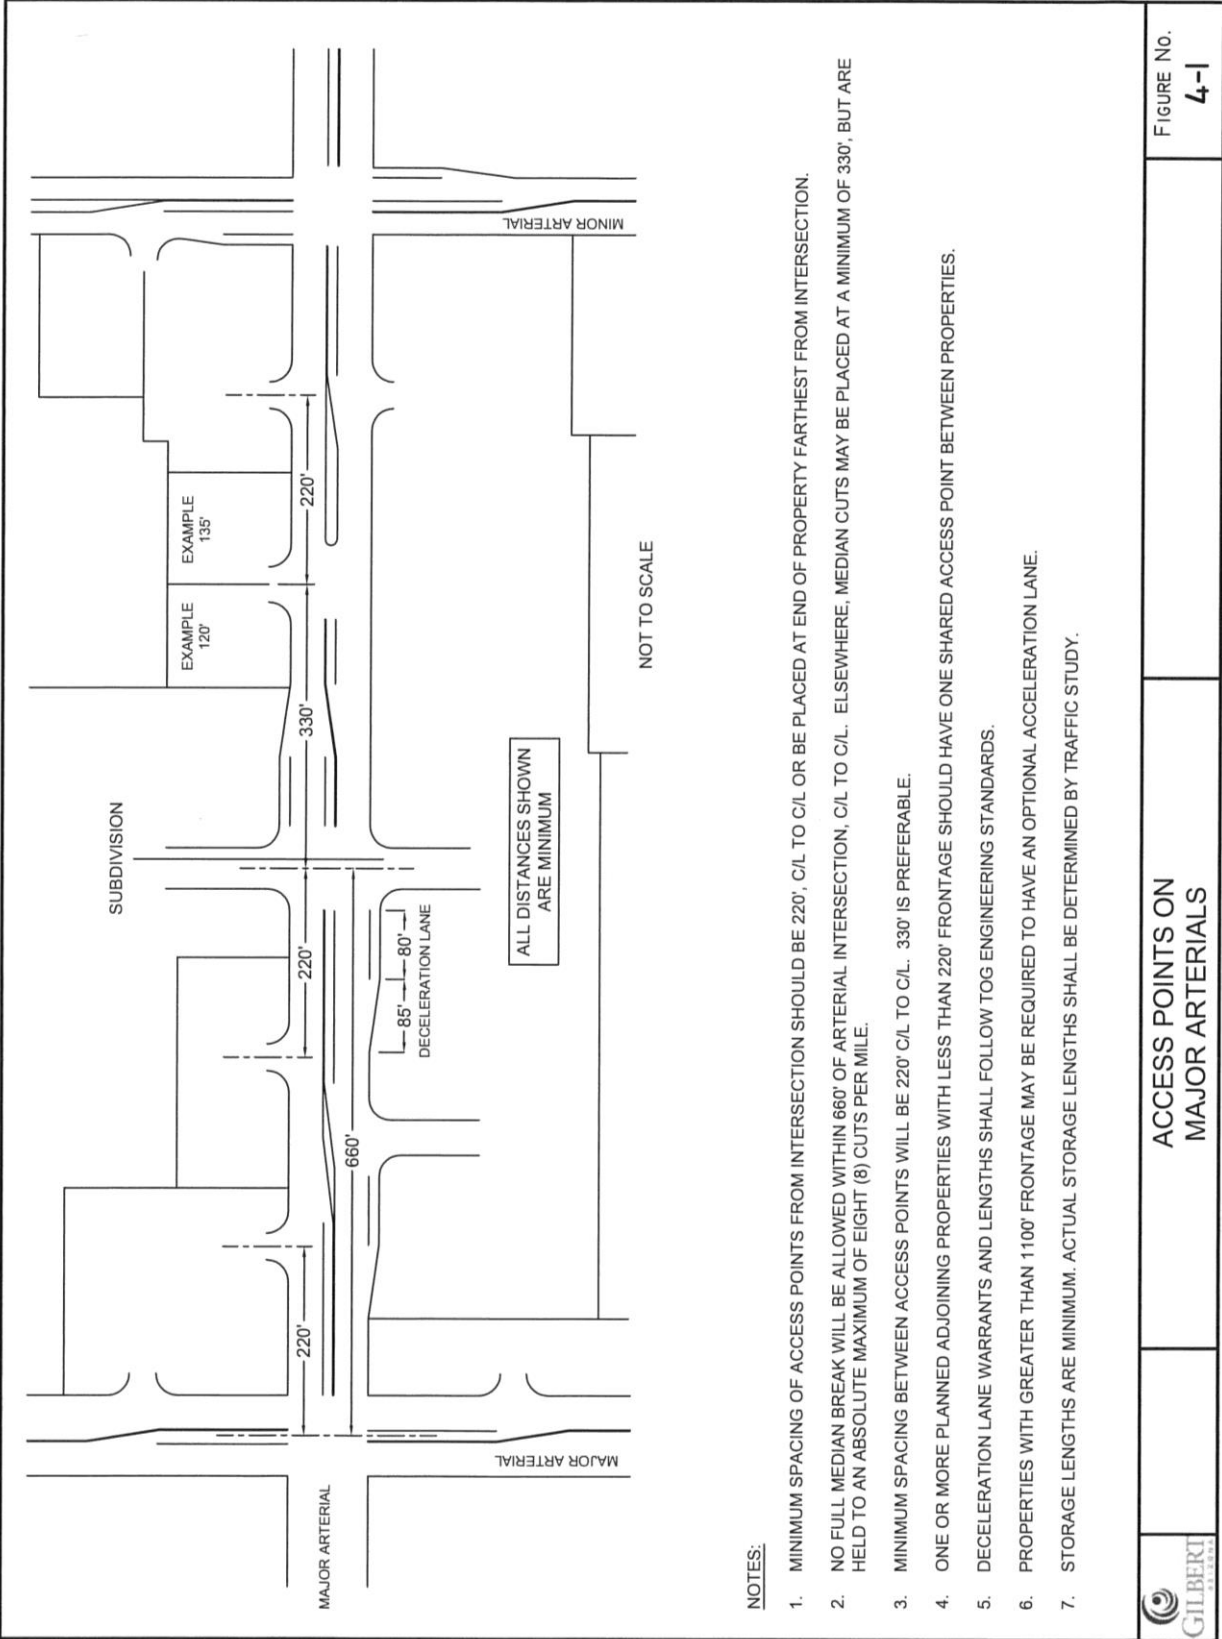 SUBDIVISION
EXAMPLE
120'
EXAMPLE
135'
MAJOR ARTERIAL
220'
220'
330'
220'
660'
85'
80'
DECELERATION LANE
MAJOR ARTERIAL
MINOR ARTERIAL
ALL DISTANCES SHOWN
ARE MINIMUM
NOT TO SCALE
NOTES:
1. MINIMUM SPACING OF ACCESS POINTS FROM INTERSECTION SHOULD BE 220', C/L TO C/L OR BE PLACED AT END OF PROPERTY FARTHEST FROM INTERSECTION.
2. NO FULL MEDIAN BREAK WILL BE ALLOWED WITHIN 660' OF ARTERIAL INTERSECTION, C/L TO C/L. ELSEWHERE, MEDIAN CUTS MAY BE PLACED AT A MINIMUM OF 330', BUT ARE
HELD TO AN ABSOLUTE MAXIMUM OF EIGHT (8) CUTS PER MILE.
3. MINIMUM SPACING BETWEEN ACCESS POINTS WILL BE 220' C/L TO C/L. 330' IS PREFERABLE.
4. ONE OR MORE PLANNED ADJOINING PROPERTIES WITH LESS THAN 220' FRONTAGE SHOULD HAVE ONE SHARED ACCESS POINT BETWEEN PROPERTIES.
5. DECELERATION LANE WARRANTS AND LENGTHS SHALL FOLLOW TOG ENGINEERING STANDARDS.
6. PROPERTIES WITH GREATER THAN 1100' FRONTAGE MAY BE REQUIRED TO HAVE AN OPTIONAL ACCELERATION LANE.
7. STORAGE LENGTHS ARE MINIMUM. ACTUAL STORAGE LENGTHS SHALL BE DETERMINED BY TRAFFIC STUDY.
GILBERT
ARIZONA
ACCESS POINTS ON
MAJOR ARTERIALS
FIGURE No.
4-1